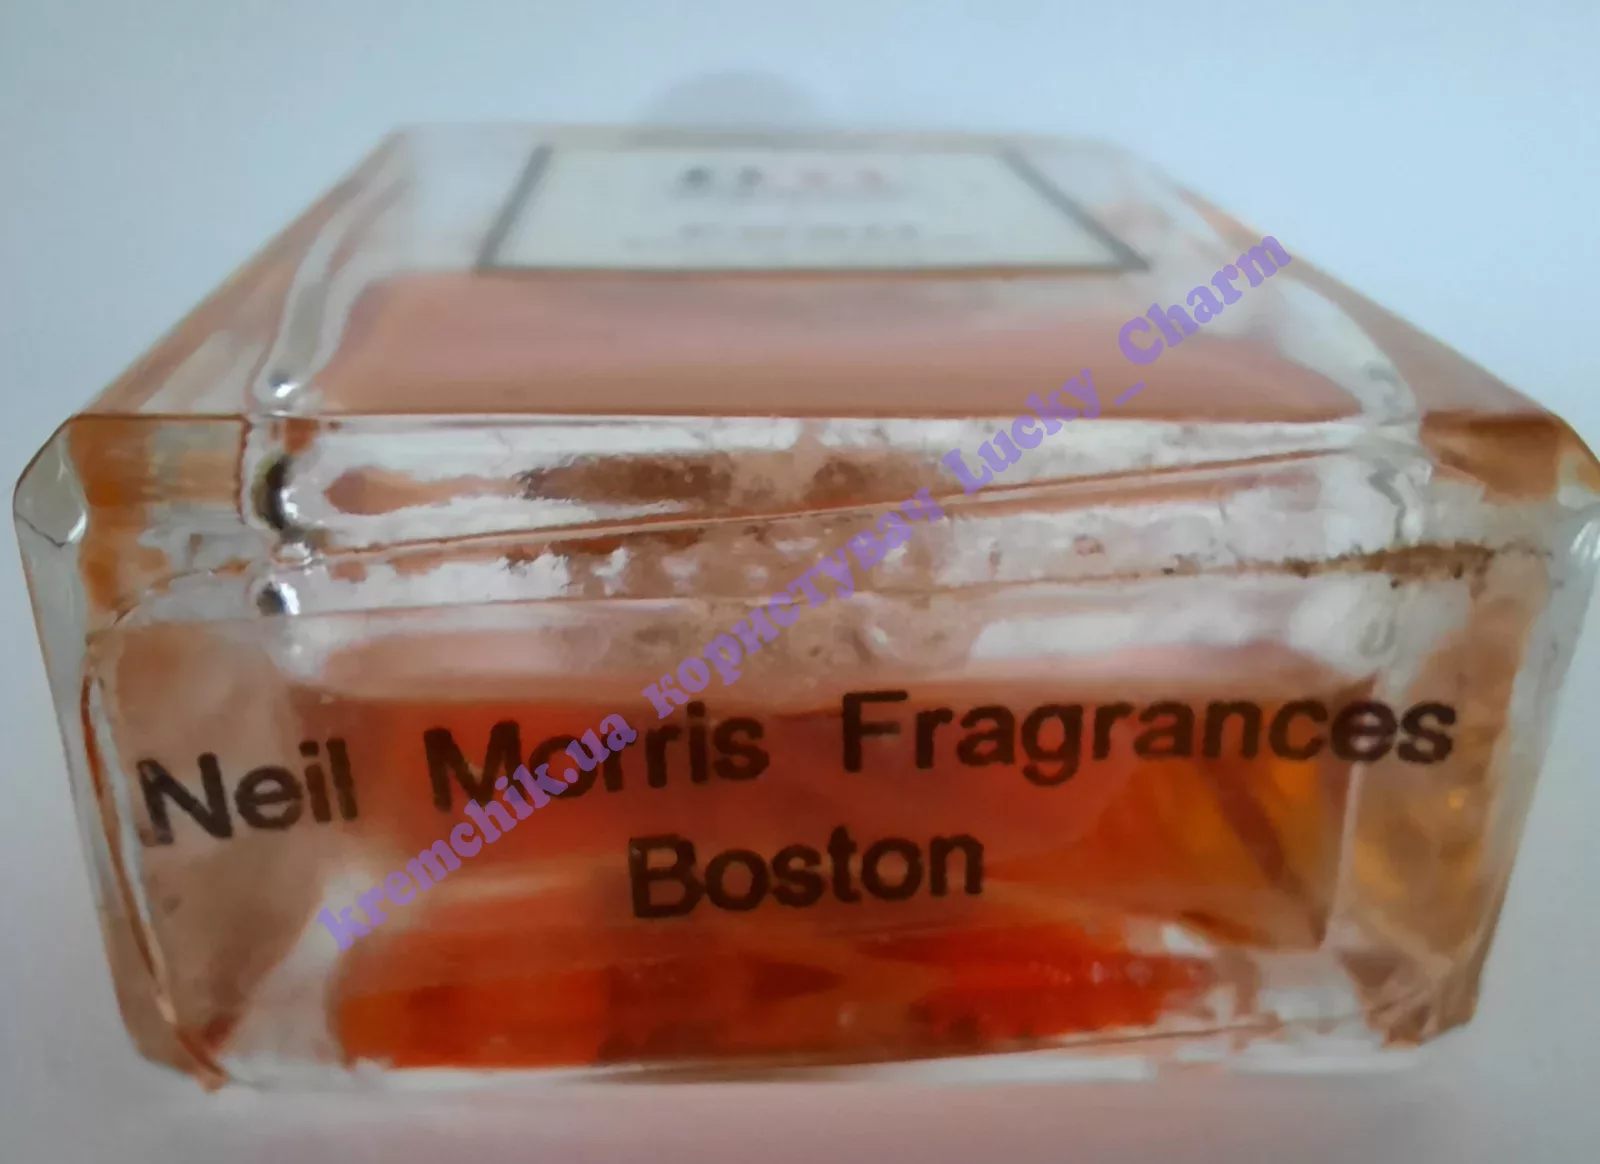 Neil Morris Fragrances
Boston
kremchik.ua користувач Lucky_Charm